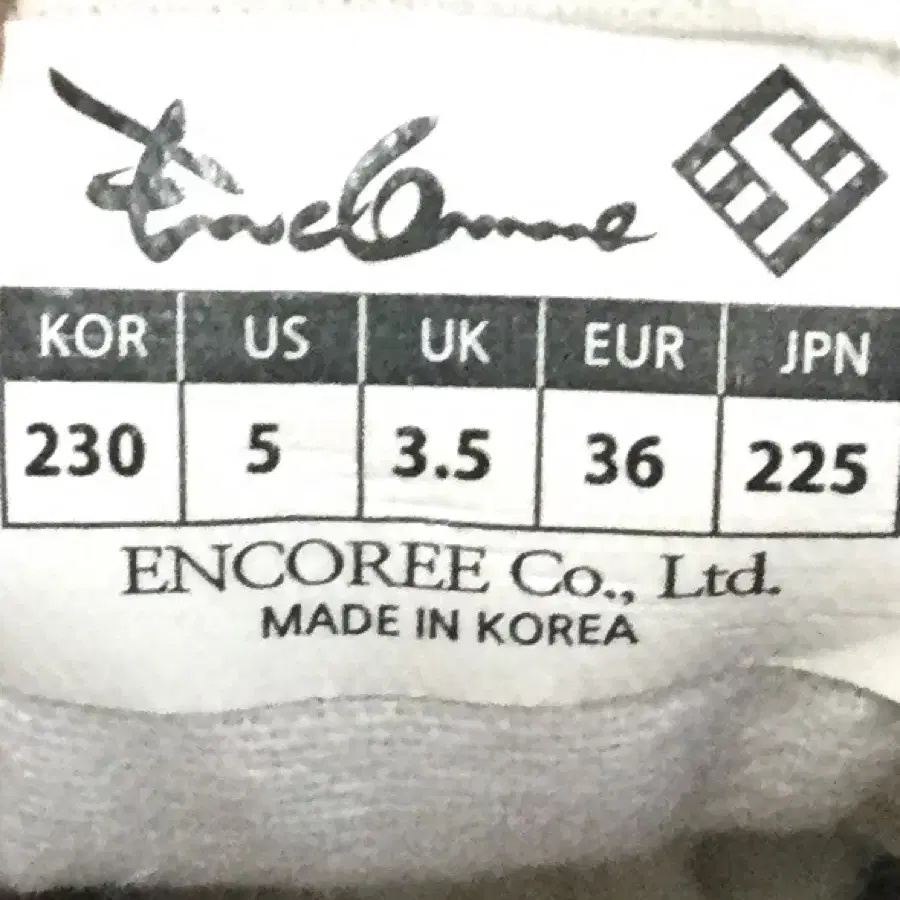 KOR US UK EUR JPN
230 5 3.5 36 225
ENCOREE Co., Ltd.
MADE IN KOREA